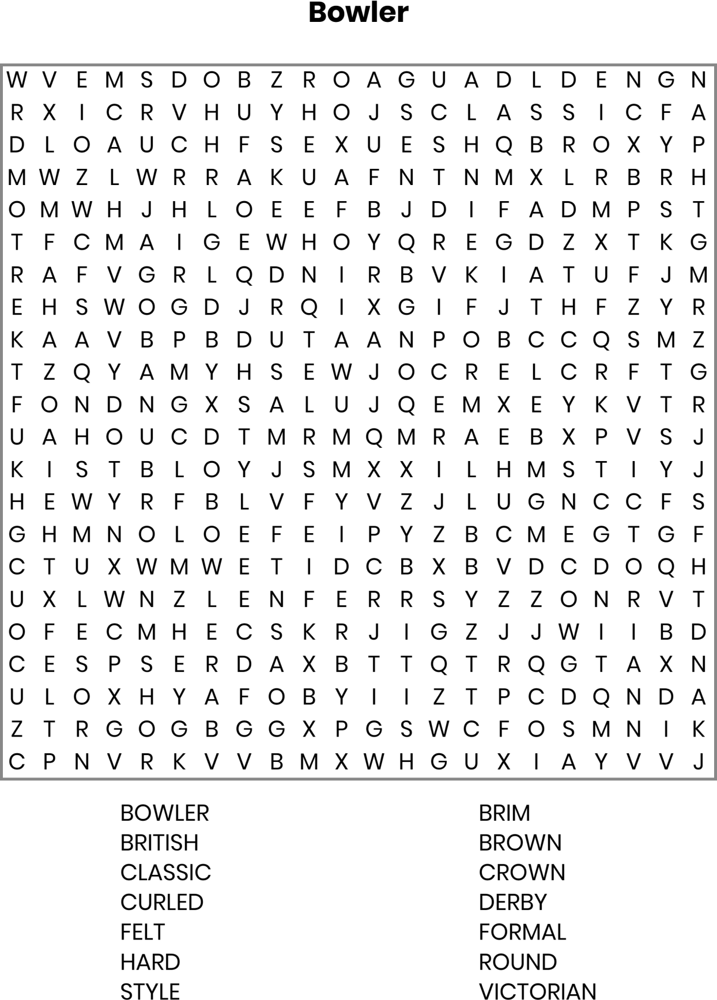 Bowler
W V E M S D O B Z R O A G U A D L D E N G N
R X I C R V H U Y H O J S C L A S S I C F A
D L O A U C H F S E X U E S H Q B R O X Y P
M W Z L W R R A K U A F N T N M X L R B R H
O M W H J H L O E E F B J D I F A D M P S T
T F C M A I G E W H O Y Q R E G D Z X T K G
R A F V G R L Q D N I R B V K I A T U F J M
E H S W O G D J R Q I X G I F J T H F Z Y R
K A A V B P B D U T A A N P O B C C Q S M Z
T Z Q Y A M Y H S E W J O C R E L C R F T G
F O N D N G X S A L U J Q E M X E Y K V T R
U A H O U C D T M R M Q M R A E B X P V S J
K I S T B L O Y J S M X X I L H M S T I Y J
H E W Y R F B L V F Y V Z J L U G N C C F S
G H M N O L O E F E I P Y Z B C M E G T G F
C T U X W M W E T I D C B X B V D C D O Q H
U X L W N Z L E N F E R R S Y Z Z O N R V T
O F E C M H E C S K R J I G Z J J W I I B D
C E S P S E R D A X B T T Q T R Q G T A X N
U L O X H Y A F O B Y I I Z T P C D Q N D A
Z T R G O G B G G X P G S W C F O S M N I K
C P N V R K V V B M X W H G U X I A Y V V J
BOWLER BRIM
BRITISH BROWN
CLASSIC CROWN
CURLED DERBY
FELT FORMAL
HARD ROUND
STYLE VICTORIAN